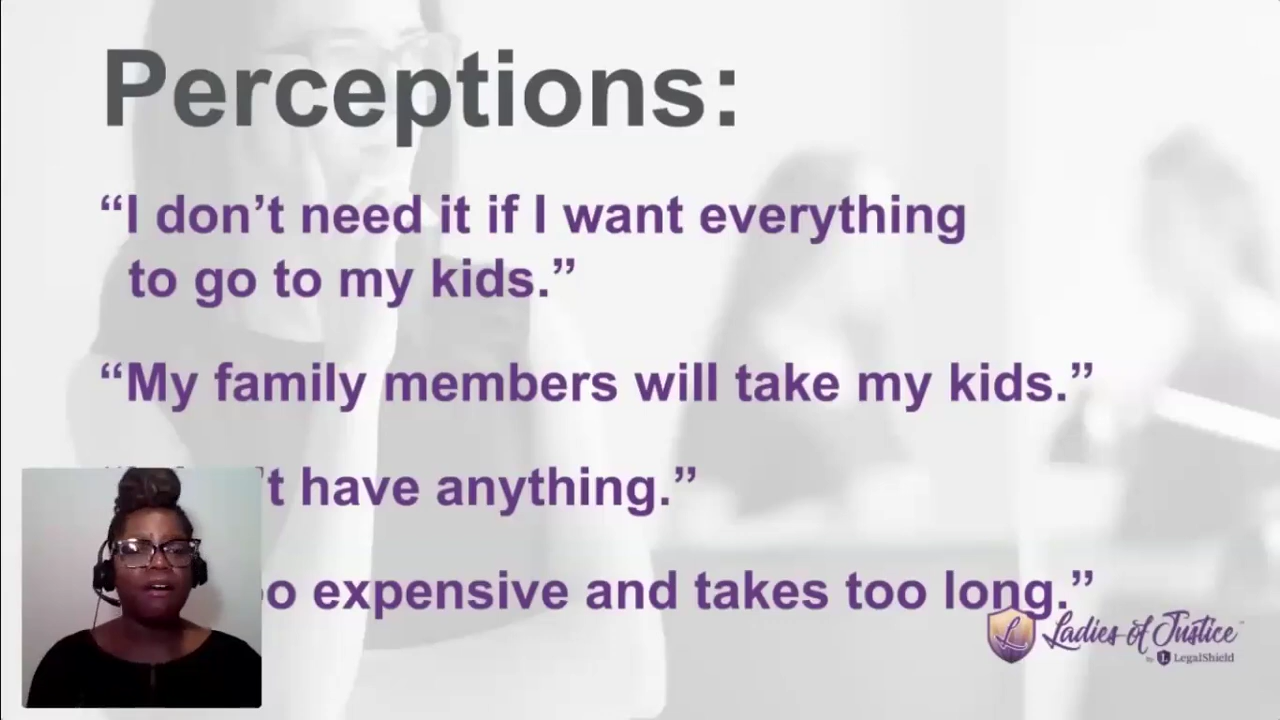 Perceptions:
“I don’t need it if I want everything
to go to my kids.”
“My family members will take my kids.”
’t have anything.”
o expensive and takes too long.”
Ladies of Justice
by L LegalShield